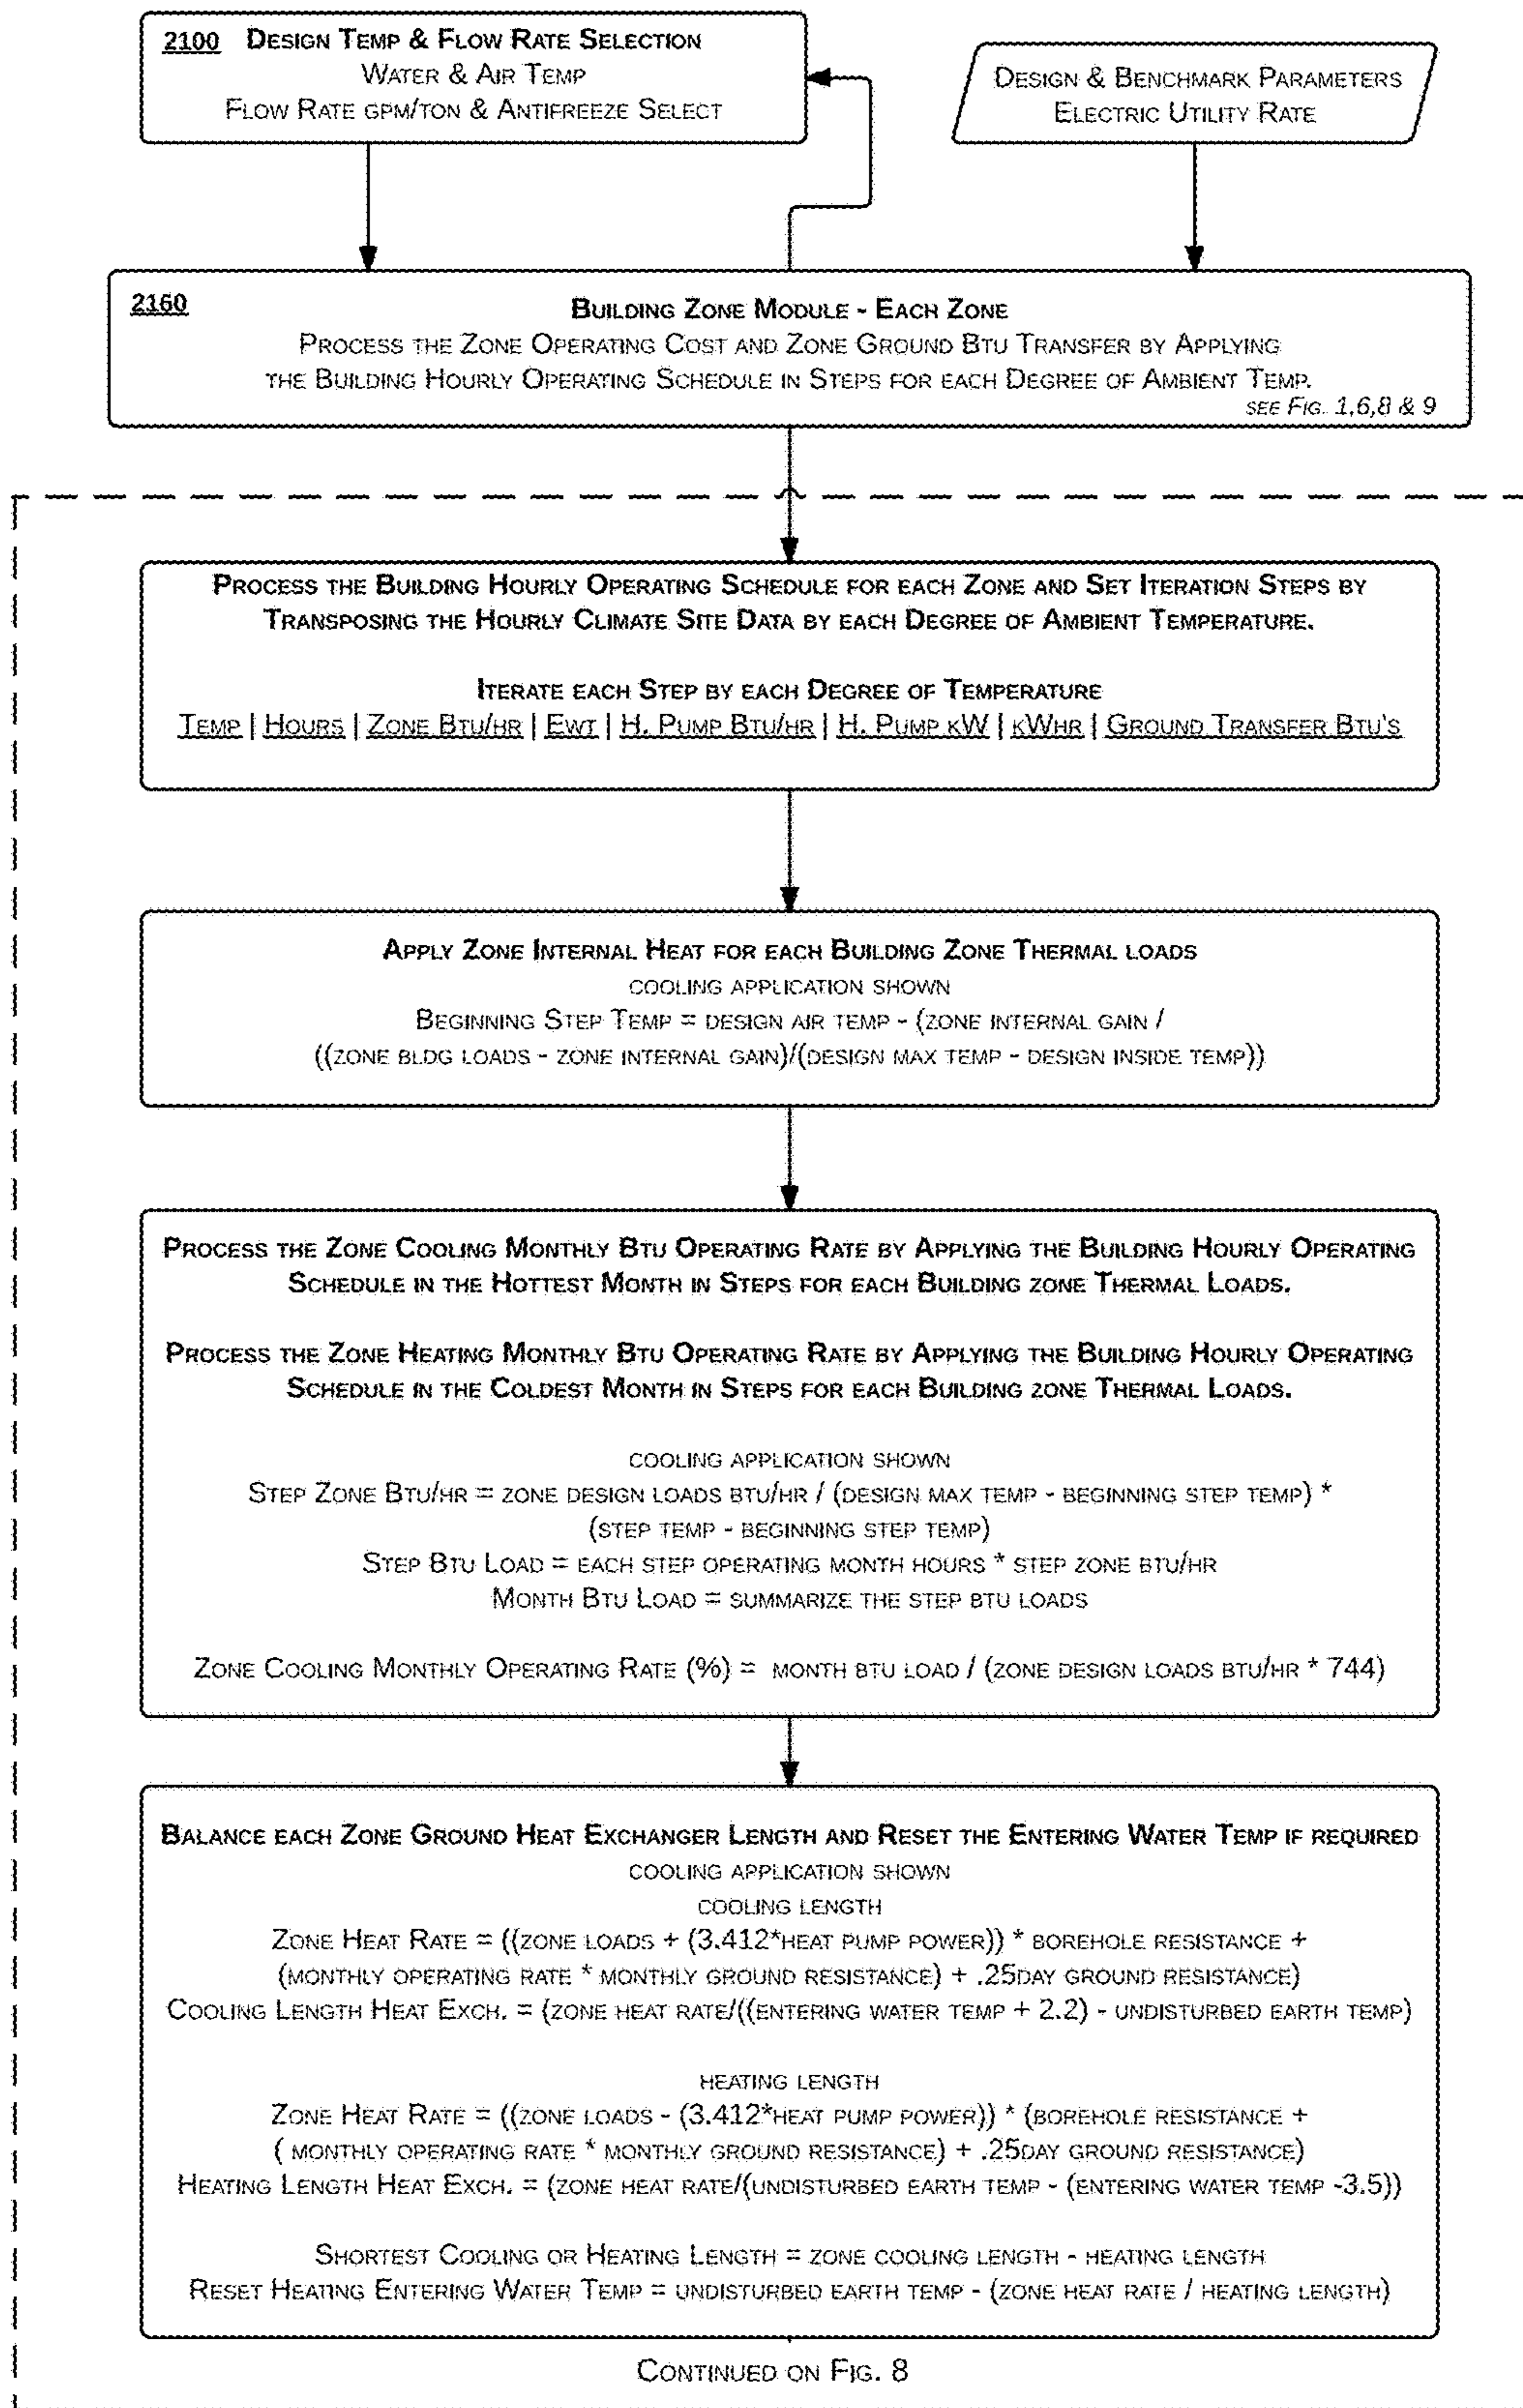 2100 Design Temp & Flow Rate Selection
Water & Air Temp
Flow Rate gpm/ton & Antifreeze Select
Design & Benchmark Parameters
Electric Utility Rate
2160
Building Zone Module - Each Zone
Process the Zone Operating Cost and Zone Ground Btu Transfer by Applying
the Building Hourly Operating Schedule in Steps for each Degree of Ambient Temp.
see Fig. 1,6,8 & 9
Process the Building Hourly Operating Schedule for each Zone and Set Iteration Steps by
Transposing the Hourly Climate Site Data by each Degree of Ambient Temperature.
Iterate each Step by each Degree of Temperature
Temp | Hours | Zone Btu/hr | Ewt | H. Pump Btu/hr | H. Pump kW | kWhr | Ground Transfer Btu's
Apply Zone Internal Heat for each Building Zone Thermal loads
cooling application shown
Beginning Step Temp = design air temp - (zone internal gain /
((zone bldg loads - zone internal gain)/(design max temp - design inside temp))
Process the Zone Cooling Monthly Btu Operating Rate by Applying the Building Hourly Operating
Schedule in the Hottest Month in Steps for each Building zone Thermal Loads.
Process the Zone Heating Monthly Btu Operating Rate by Applying the Building Hourly Operating
Schedule in the Coldest Month in Steps for each Building zone Thermal Loads.
cooling application shown
Step Zone Btu/hr = zone design loads btu/hr / (design max temp - beginning step temp) *
(step temp - beginning step temp)
Step Btu Load = each step operating month hours * step zone btu/hr
Month Btu Load = summarize the step btu loads
Zone Cooling Monthly Operating Rate (%) = month btu load / (zone design loads btu/hr * 744)
Balance each Zone Ground Heat Exchanger Length and Reset the Entering Water Temp if required
cooling application shown
cooling length
Zone Heat Rate = ((zone loads + (3.412*heat pump power)) * borehole resistance +
(monthly operating rate * monthly ground resistance) + .25day ground resistance)
Cooling Length Heat Exch. = (zone heat rate/((entering water temp + 2.2) - undisturbed earth temp)
heating length
Zone Heat Rate = ((zone loads - (3.412*heat pump power)) * (borehole resistance +
( monthly operating rate * monthly ground resistance) + .25day ground resistance)
Heating Length Heat Exch. = (zone heat rate/(undisturbed earth temp - (entering water temp -3.5))
Shortest Cooling or Heating Length = zone cooling length - heating length
Reset Heating Entering Water Temp = undisturbed earth temp - (zone heat rate / heating length)
Continued on Fig. 8